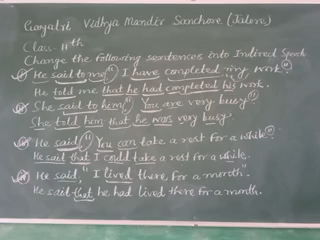 Gayatri Vidhya Mandir Sanchore (Jalore)
Class-11th
Change the following sentences into Indirect Speech
(i) He said to me, "I have completed my work."
He told me that he had completed his work.
(ii) She said to him, "You are very busy"
She told him that he was very busy.
(iii) He said, "You can take a rest for a while"
He said that I could take a rest for a while.
(iv) He said, "I lived there for a month."
He said that he had lived there for a month.